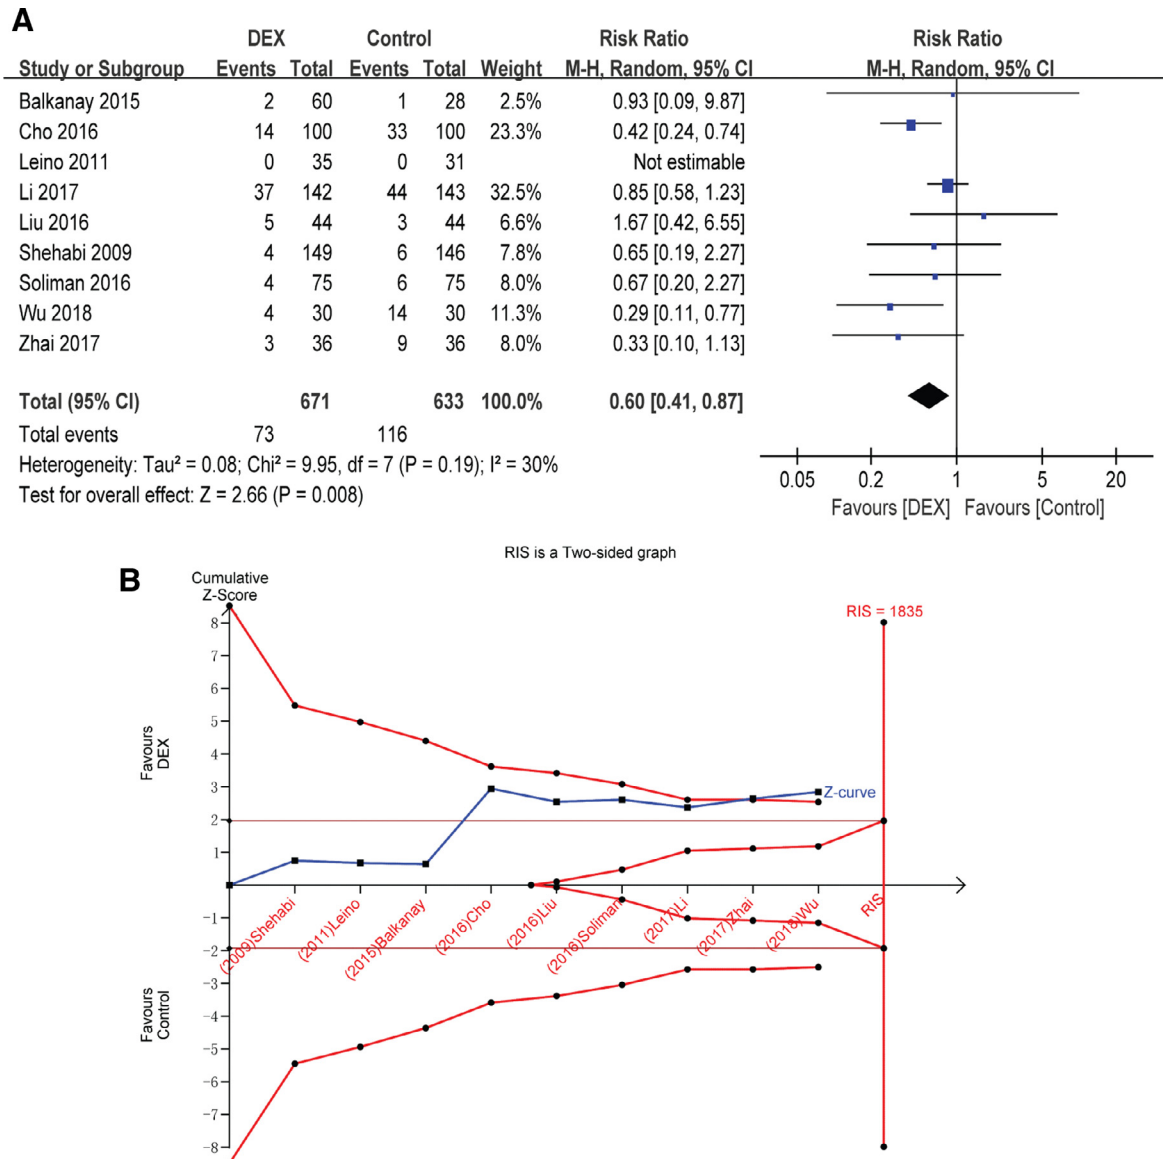 A
DEX Control Risk Ratio Risk Ratio
Study or Subgroup Events Total Events Total Weight M-H, Random, 95% CI M-H, Random, 95% CI
Balkanay 2015 2 60 1 28 2.5% 0.93 [0.09, 9.87]
Cho 2016 14 100 33 100 23.3% 0.42 [0.24, 0.74]
Leino 2011 0 35 0 31 Not estimable
Li 2017 37 142 44 143 32.5% 0.85 [0.58, 1.23]
Liu 2016 5 44 3 44 6.6% 1.67 [0.42, 6.55]
Shehabi 2009 4 149 6 146 7.8% 0.65 [0.19, 2.27]
Soliman 2016 4 75 6 75 8.0% 0.67 [0.20, 2.27]
Wu 2018 4 30 14 30 11.3% 0.29 [0.11, 0.77]
Zhai 2017 3 36 9 36 8.0% 0.33 [0.10, 1.13]
Total (95% CI) 671 633 100.0% 0.60 [0.41, 0.87]
Total events 73 116
Heterogeneity: Tau² = 0.08; Chi² = 9.95, df = 7 (P = 0.19); I² = 30%
Test for overall effect: Z = 2.66 (P = 0.008)
0.05 0.2 1 5 20
Favours [DEX] Favours [Control]
RIS is a Two-sided graph
B
Cumulative
Z-Score
RIS = 1835
8
7
6
5
4
3
2
1
-1
-2
-3
-4
-5
-6
-7
-8
Favours
DEX
Favours
Control
Z-curve
(2009)Shehabi
(2011)Leino
(2015)Balkanay
(2016)Cho
(2016)Liu
(2016)Soliman
(2017)Li
(2017)Zhai
(2018)Wu
RIS